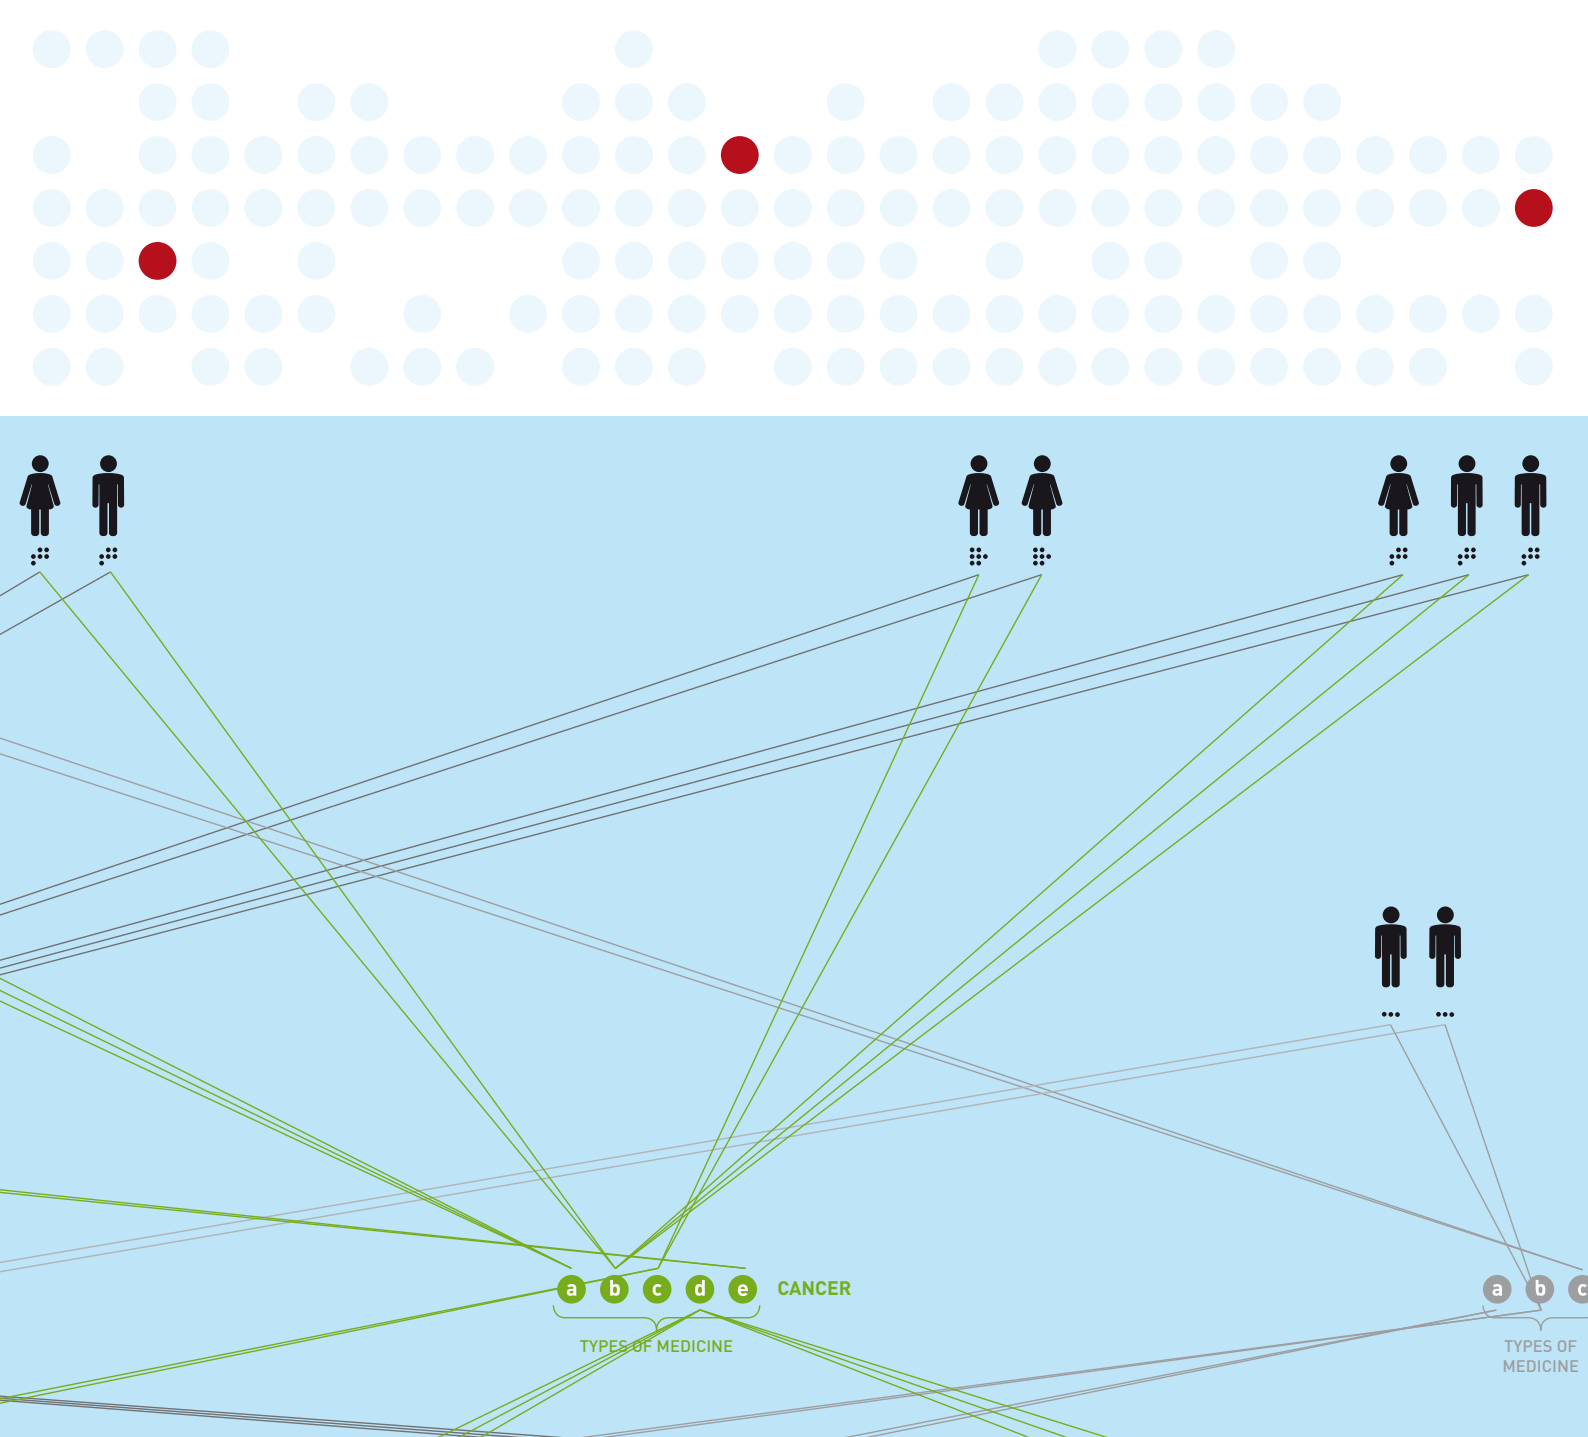 a b c d e CANCER
TYPES OF MEDICINE
a b c
TYPES OF
MEDICINE